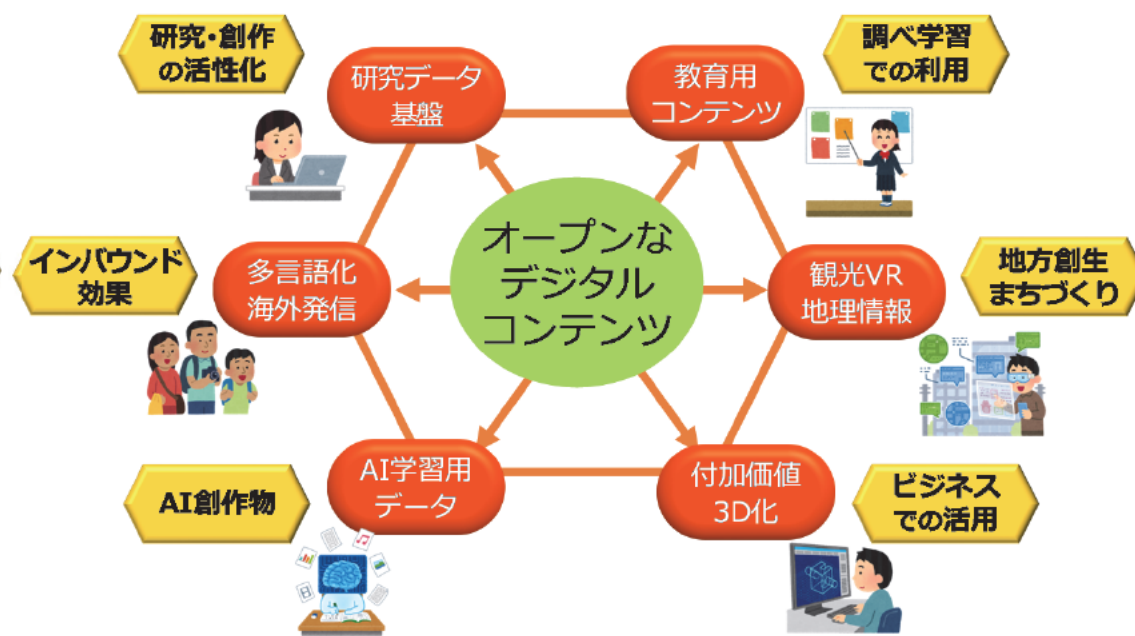 研究・創作
の活性化
研究データ
基盤
教育用
コンテンツ
調べ学習
での利用
インバウンド
効果
多言語化
海外発信
オープンな
デジタル
コンテンツ
観光VR
地理情報
地方創生
まちづくり
AI創作物
AI学習用
データ
付加価値
3D化
ビジネス
での活用